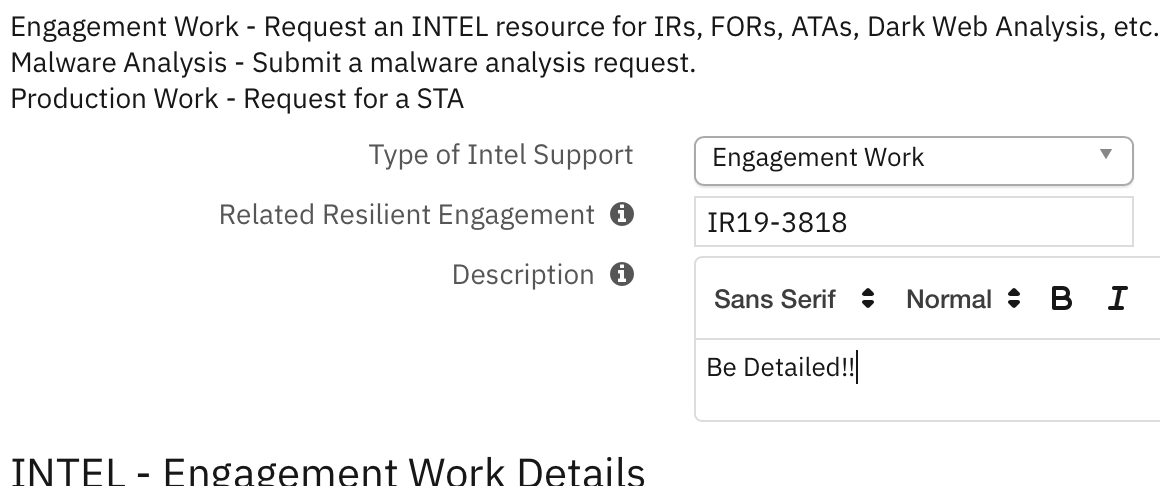 Engagement Work - Request an INTEL resource for IRs, FORs, ATAs, Dark Web Analysis, etc.
Malware Analysis - Submit a malware analysis request.
Production Work - Request for a STA
Type of Intel Support Engagement Work
Related Resilient Engagement IR19-3818
Description
Sans Serif Normal B I
Be Detailed!!
INTEL - Engagement Work Details